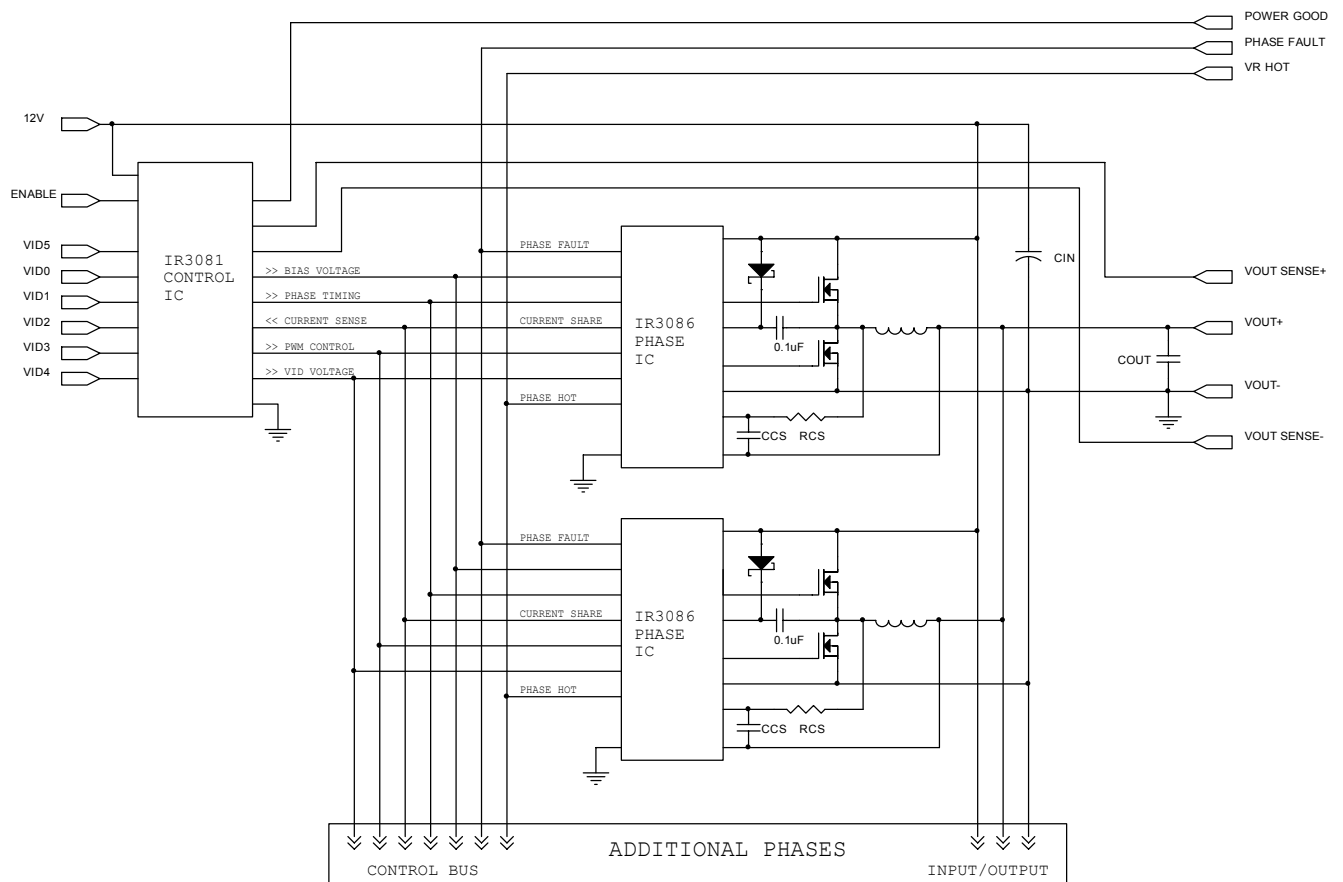 POWER GOOD
PHASE FAULT
VR HOT
12V
ENABLE
VID5
VID0
VID1
VID2
VID3
VID4
IR3081
CONTROL
IC
>> BIAS VOLTAGE
>> PHASE TIMING
<< CURRENT SENSE
>> PWM CONTROL
>> VID VOLTAGE
PHASE FAULT
CURRENT SHARE
PHASE HOT
IR3086
PHASE
IC
0.1uF
CCS RCS
CIN
COUT
VOUT SENSE+
VOUT+
VOUT-
VOUT SENSE-
PHASE FAULT
CURRENT SHARE
PHASE HOT
IR3086
PHASE
IC
0.1uF
CCS RCS
ADDITIONAL PHASES
CONTROL BUS
INPUT/OUTPUT